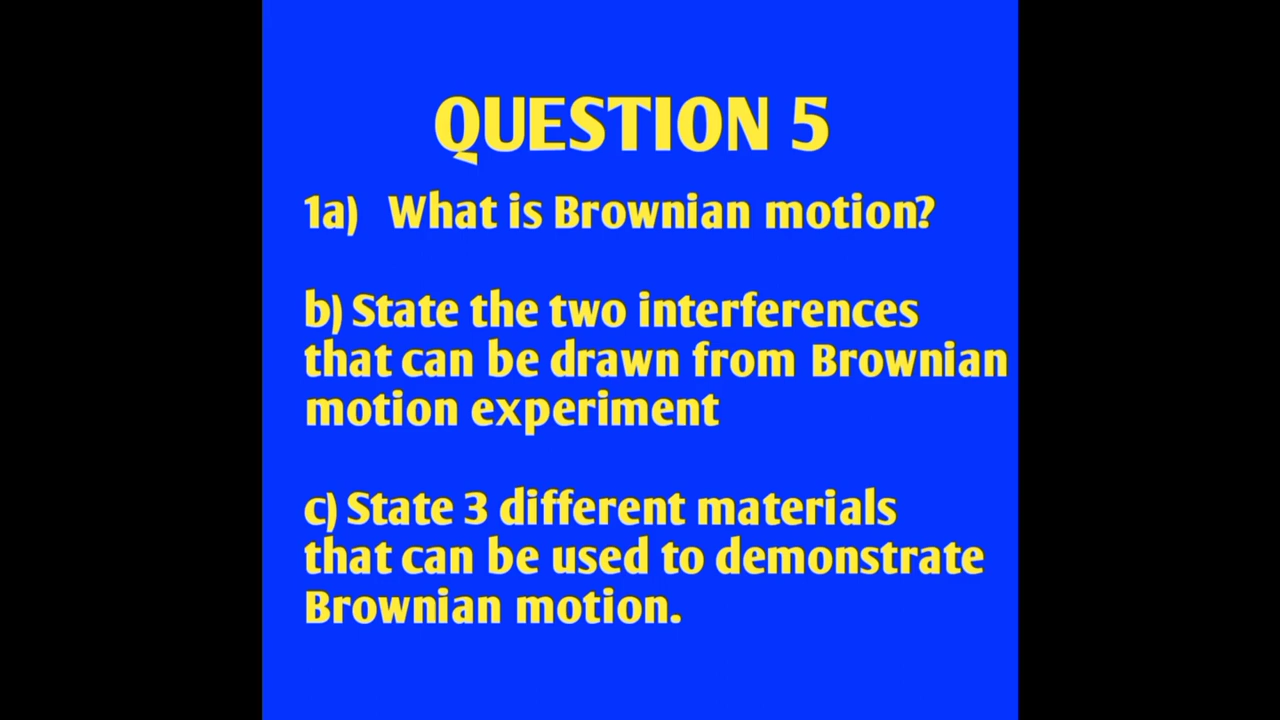 QUESTION 5
1a) What is Brownian motion?
b) State the two interferences
that can be drawn from Brownian
motion experiment
c) State 3 different materials
that can be used to demonstrate
Brownian motion.